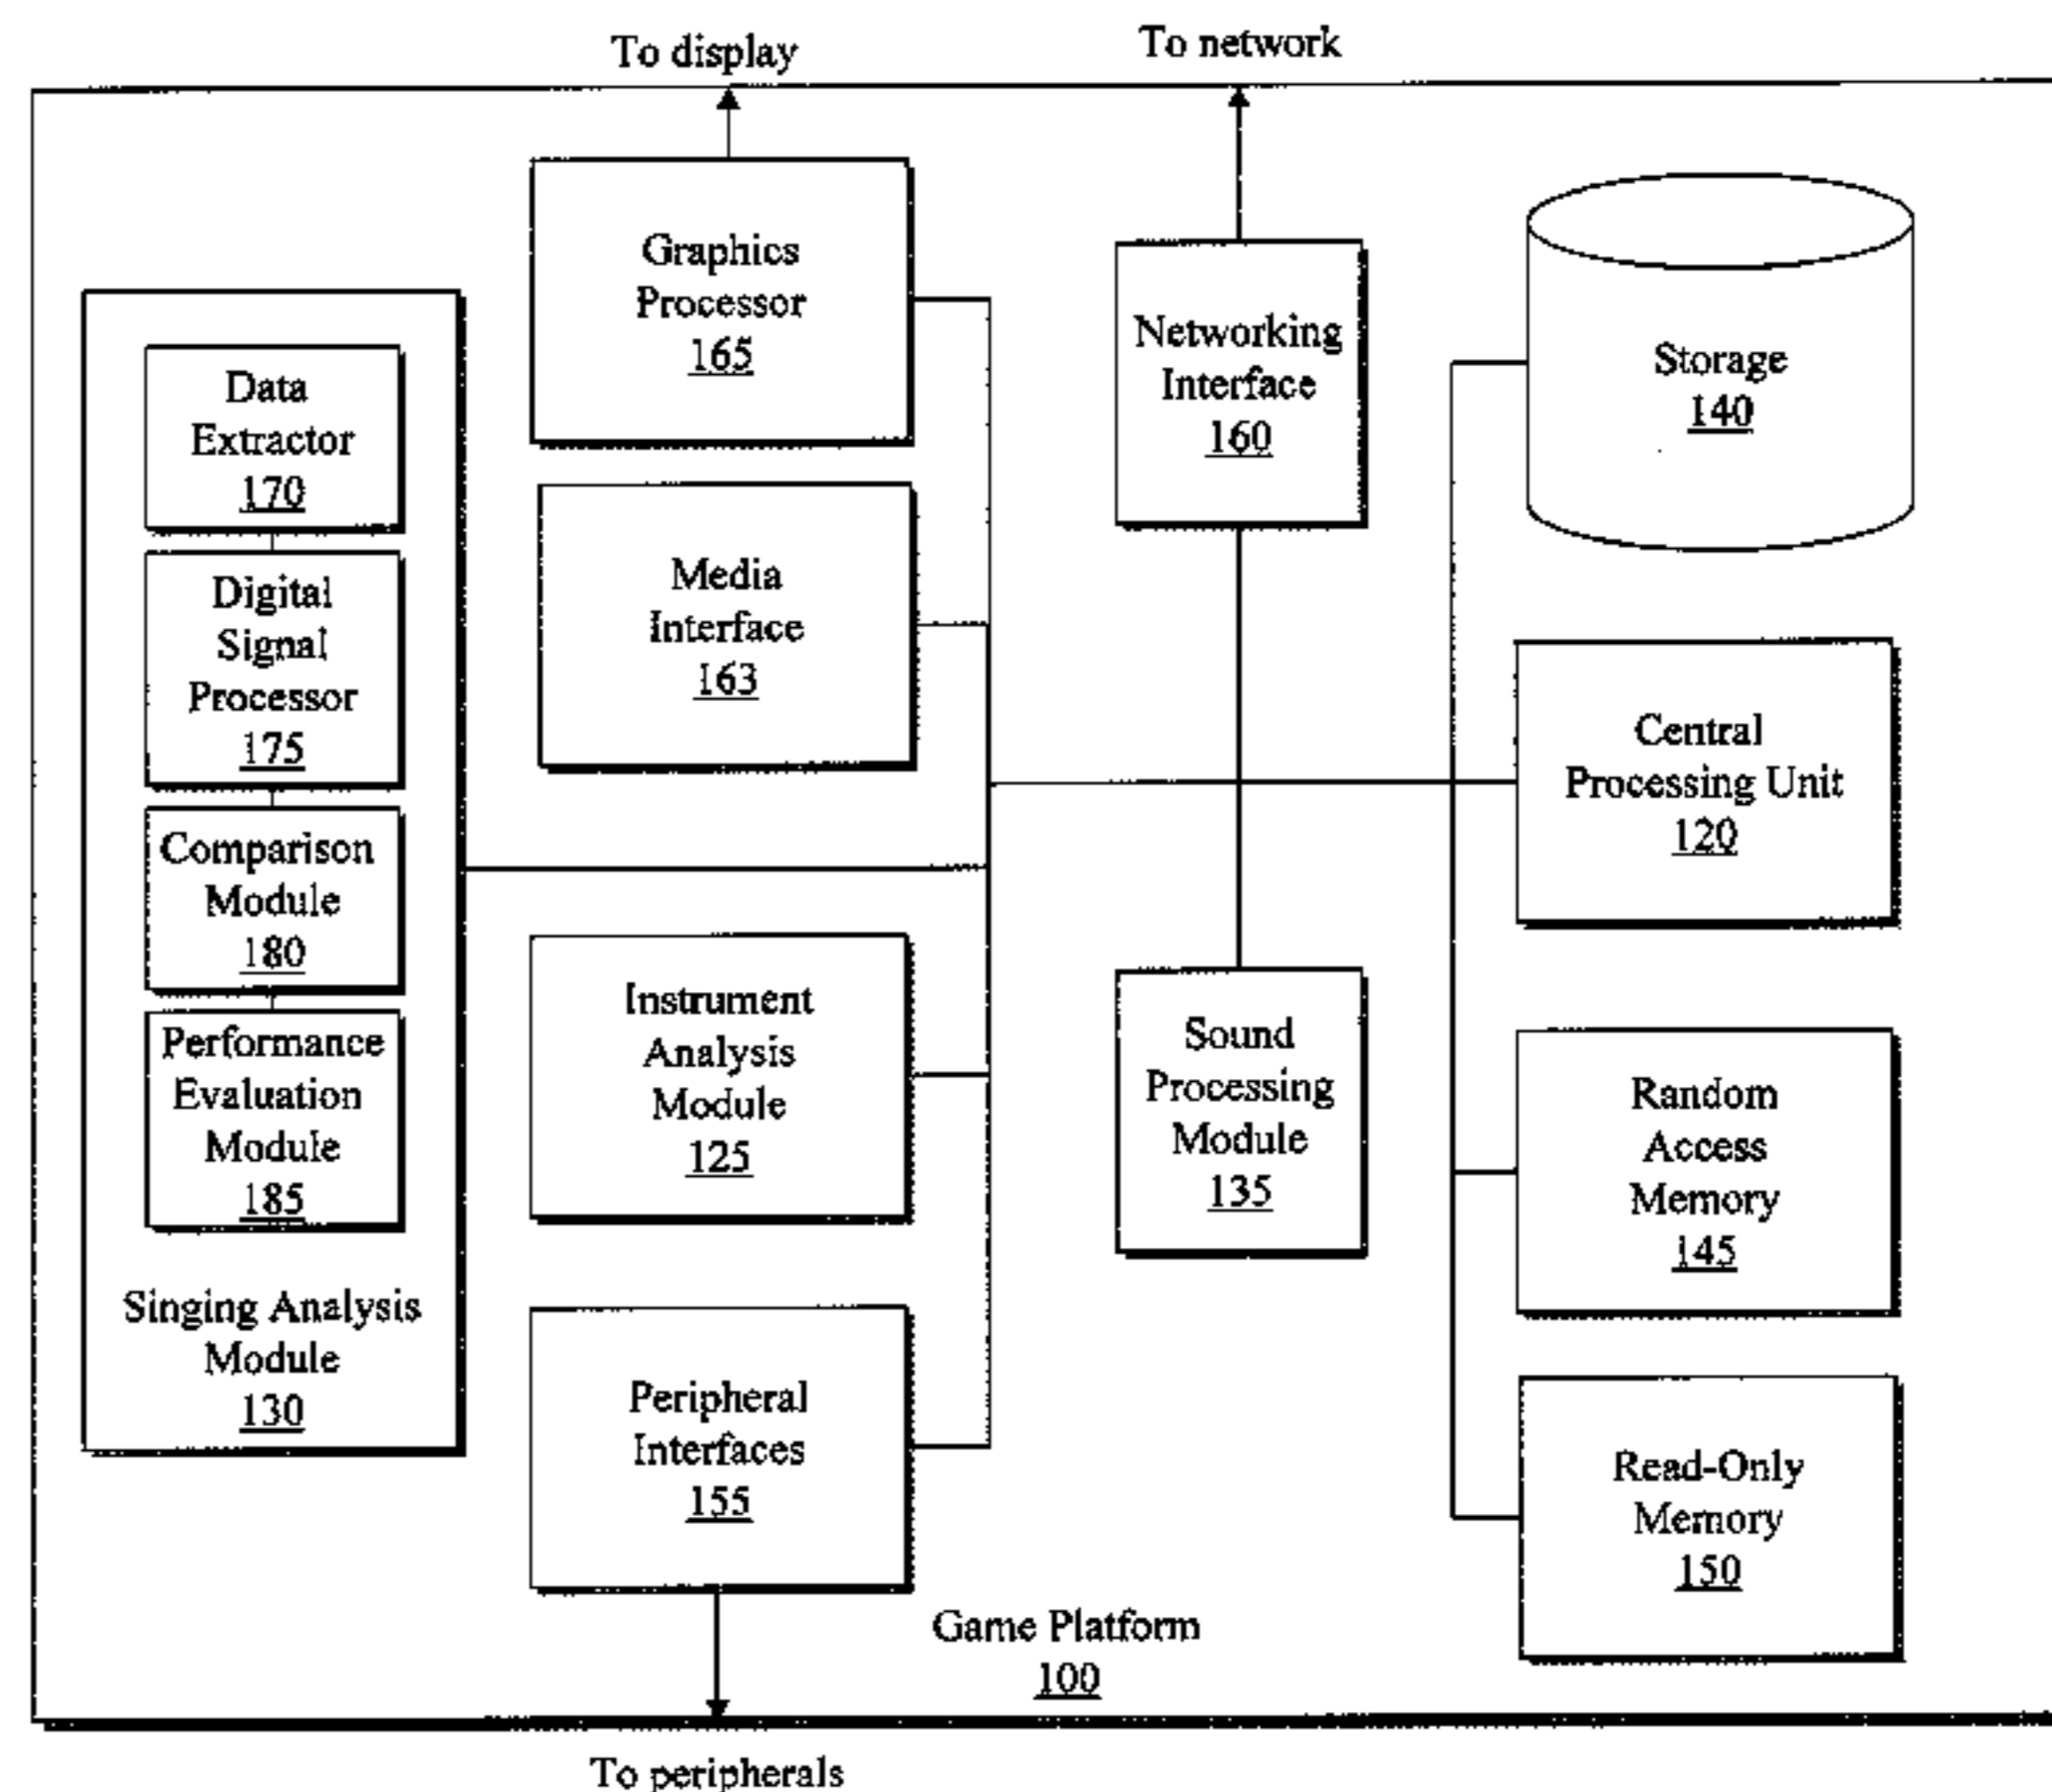 To display
To network
Graphics
Processor
165
Networking
Interface
160
Storage
140
Data
Extractor
170
Digital
Signal
Processor
175
Comparison
Module
180
Performance
Evaluation
Module
185
Singing Analysis
Module
130
Media
Interface
163
Central
Processing Unit
120
Instrument
Analysis
Module
125
Sound
Processing
Module
135
Random
Access
Memory
145
Peripheral
Interfaces
155
Read-Only
Memory
150
Game Platform
100
To peripherals